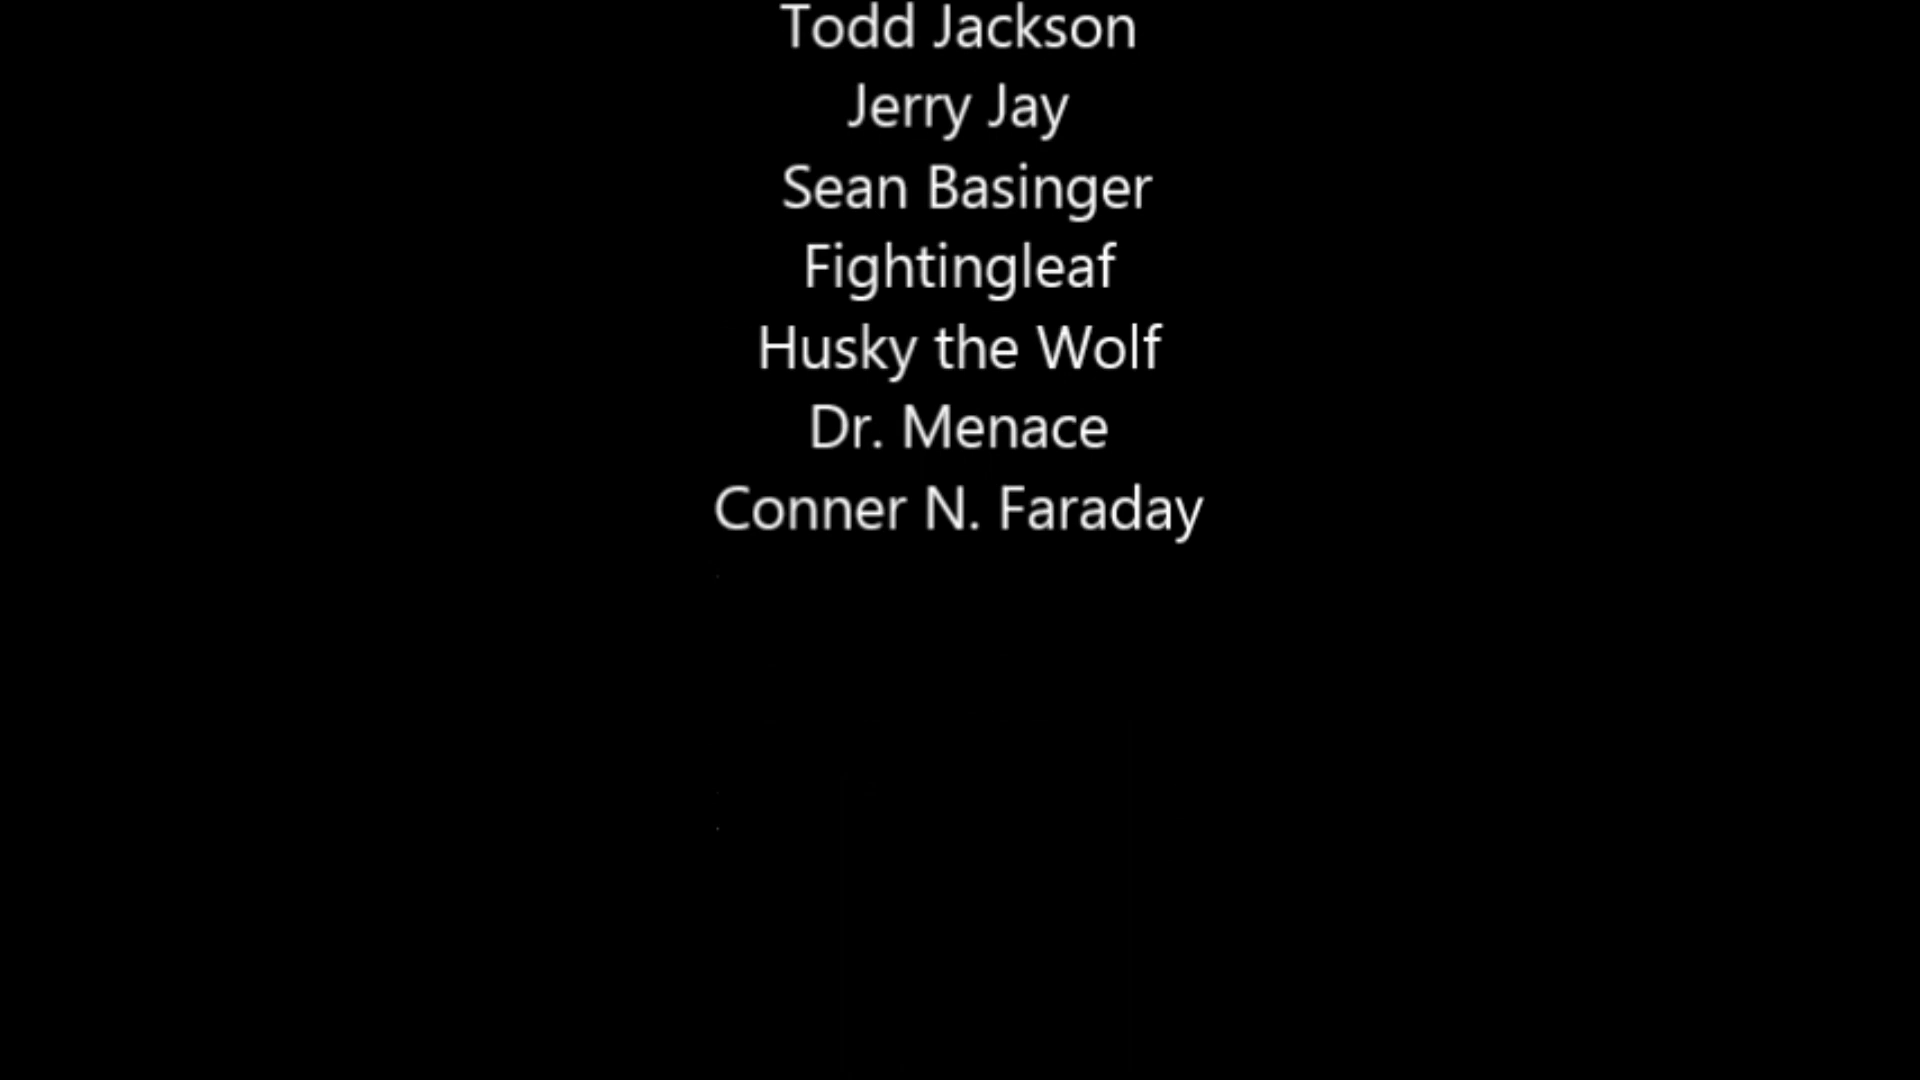 Todd Jackson
Jerry Jay
Sean Basinger
Fightingleaf
Husky the Wolf
Dr. Menace
Conner N. Faraday